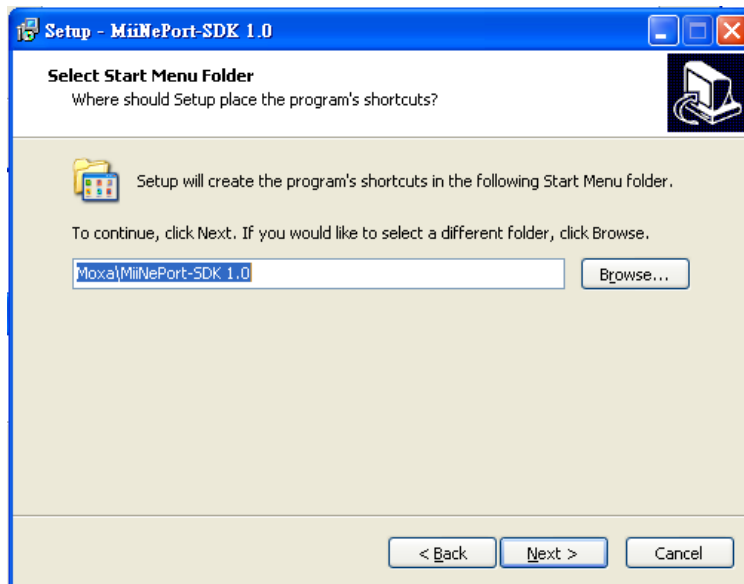 Setup - MiiNePort-SDK 1.0
Select Start Menu Folder
Where should Setup place the program's shortcuts?
Setup will create the program's shortcuts in the following Start Menu folder.
To continue, click Next. If you would like to select a different folder, click Browse.
Moxa\MiiNePort-SDK 1.0
Browse...
< Back
Next >
Cancel